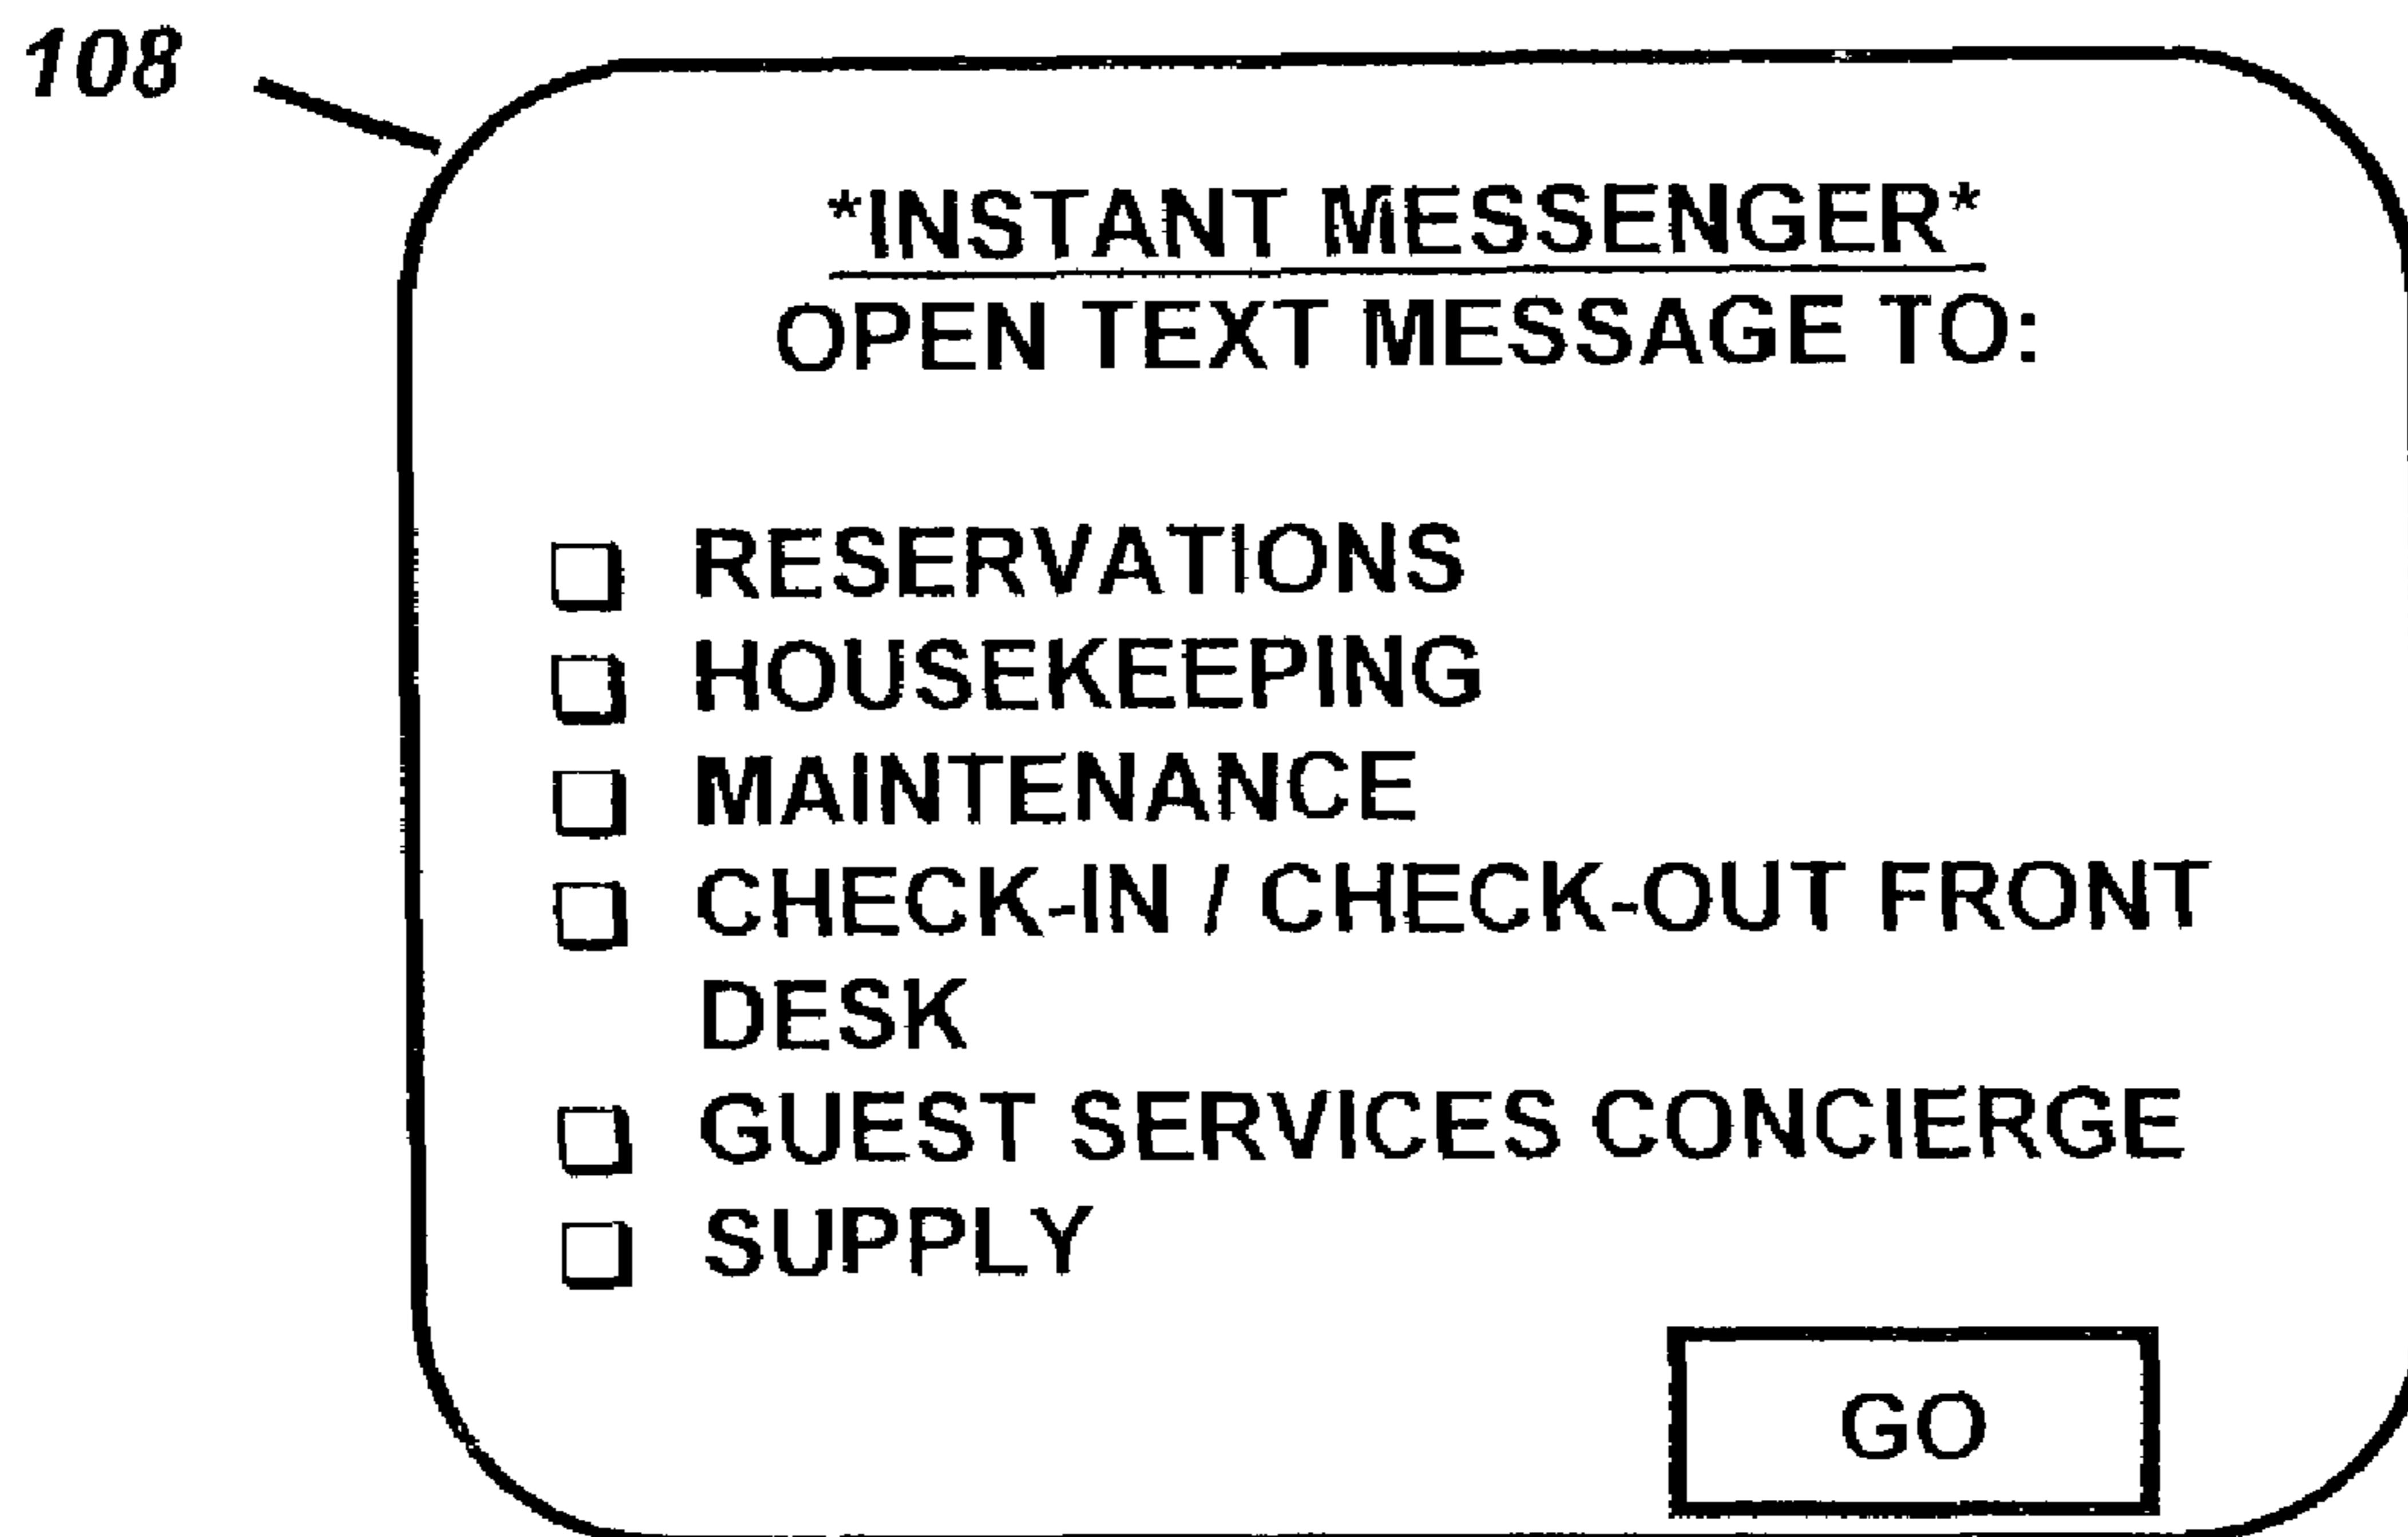 108
*INSTANT MESSENGER*
OPEN TEXT MESSAGE TO:
RESERVATIONS
HOUSEKEEPING
MAINTENANCE
CHECK-IN / CHECK-OUT FRONT
DESK
GUEST SERVICES CONCIERGE
SUPPLY
GO